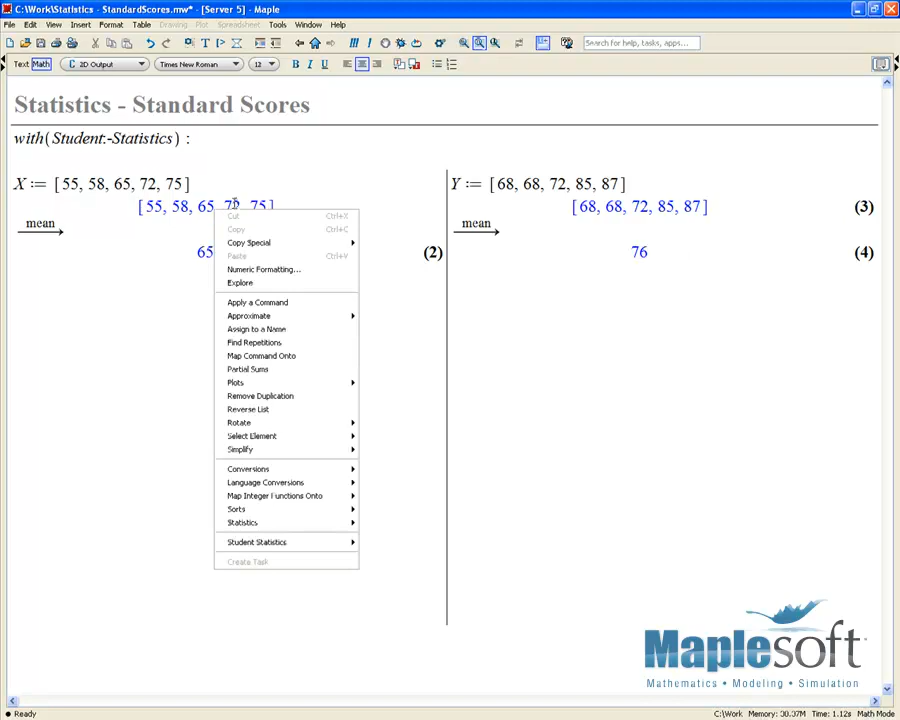 C:\Work\Statistics - StandardScores.mw* - [Server 5] - Maple
File Edit View Insert Format Table Drawing Plot Spreadsheet Tools Window Help
Search for help, tasks, apps...
Text Math C 2D Output Times New Roman 12 B I U
Statistics - Standard Scores
with(Student:-Statistics) :
X := [55, 58, 65, 72, 75]
[55, 58, 65, 72, 75]
mean
65
(2)
Cut Ctrl+X
Copy Ctrl+C
Copy Special
Paste Ctrl+V
Numeric Formatting...
Explore
Apply a Command
Approximate
Assign to a Name
Find Repetitions
Map Command Onto
Partial Sums
Plots
Remove Duplication
Reverse List
Rotate
Select Element
Simplify
Conversions
Language Conversions
Map Integer Functions Onto
Sorts
Statistics
Student Statistics
Create Task
Y := [68, 68, 72, 85, 87]
[68, 68, 72, 85, 87]
(3)
mean
76
(4)
Maplesoft
Mathematics • Modeling • Simulation
Ready
C:\Work Memory: 30.37M Time: 1.12s Math Mode